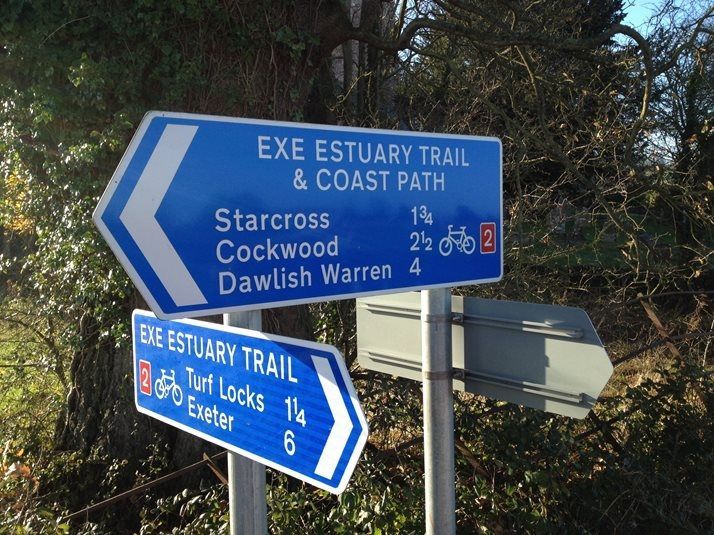 EXE ESTUARY TRAIL
& COAST PATH
Starcross 1¾
Cockwood 2½ 2
Dawlish Warren 4
EXE ESTUARY TRAIL
2 Turf Locks 1¼
Exeter 6